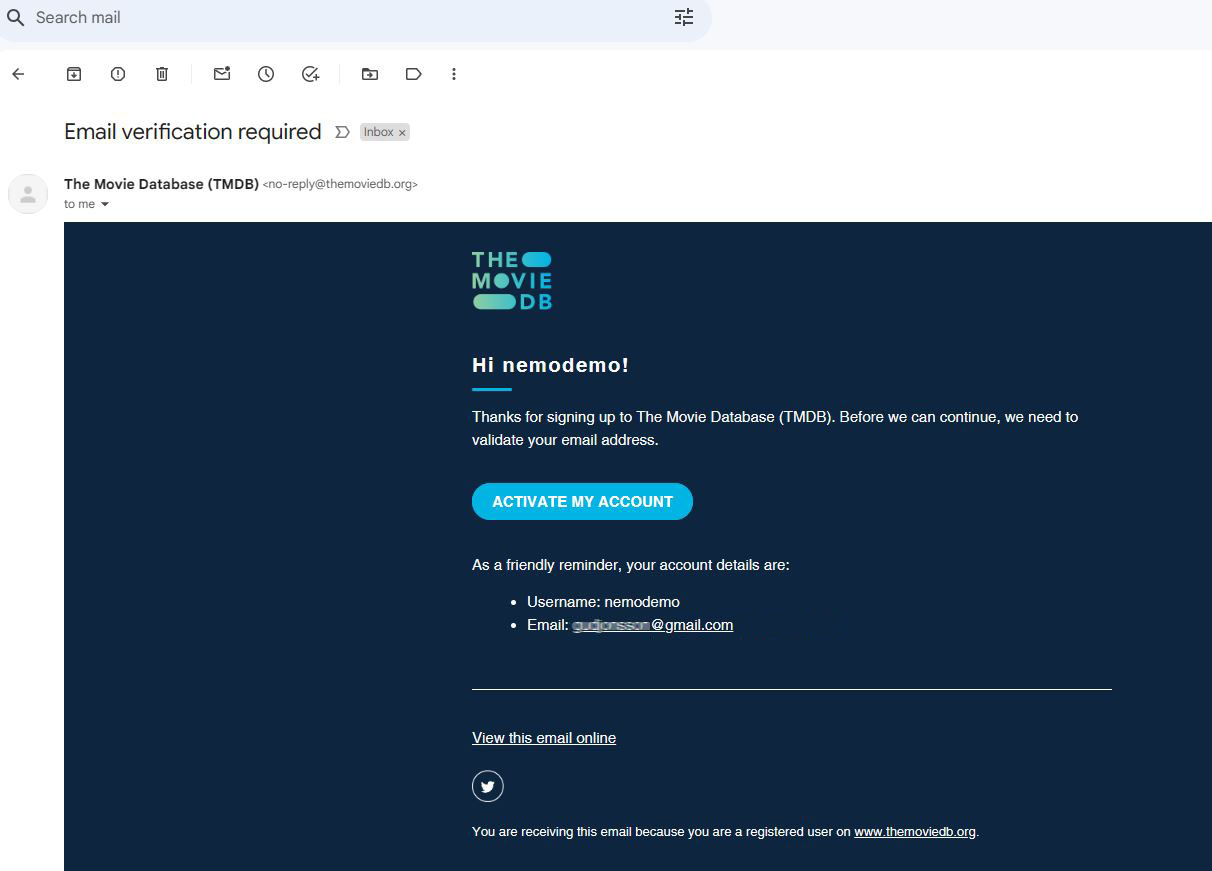 Search mail
Email verification required Inbox ×
The Movie Database (TMDB) <no-reply@themoviedb.org>
to me
THE
MOVIE
DB
Hi nemodemo!
Thanks for signing up to The Movie Database (TMDB). Before we can continue, we need to
validate your email address.
ACTIVATE MY ACCOUNT
As a friendly reminder, your account details are:
• Username: nemodemo
• Email: @gmail.com
View this email online
You are receiving this email because you are a registered user on www.themoviedb.org.